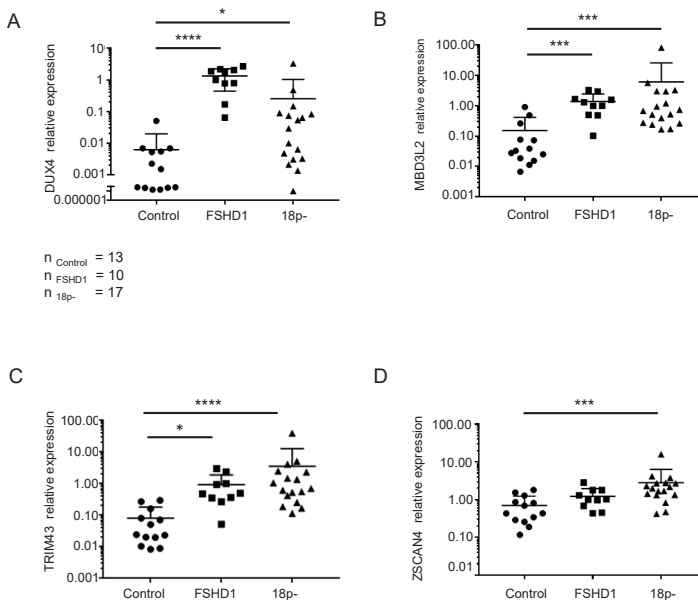 A
*
****
10
1
0.1
0.01
0.001
0.000001
DUX4 relative expression
Control FSHD1 18p-
n Control = 13
n FSHD1 = 10
n 18p- = 17
B
***
***
100.00
10.00
1.00
0.10
0.01
0.001
MBD3L2 relative expression
Control FSHD1 18p-
C
****
*
100.00
10.00
1.00
0.10
0.01
0.001
TRIM43 relative expression
Control FSHD1 18p-
D
***
100.00
10.00
1.00
0.10
0.01
ZSCAN4 relative expression
Control FSHD1 18p-